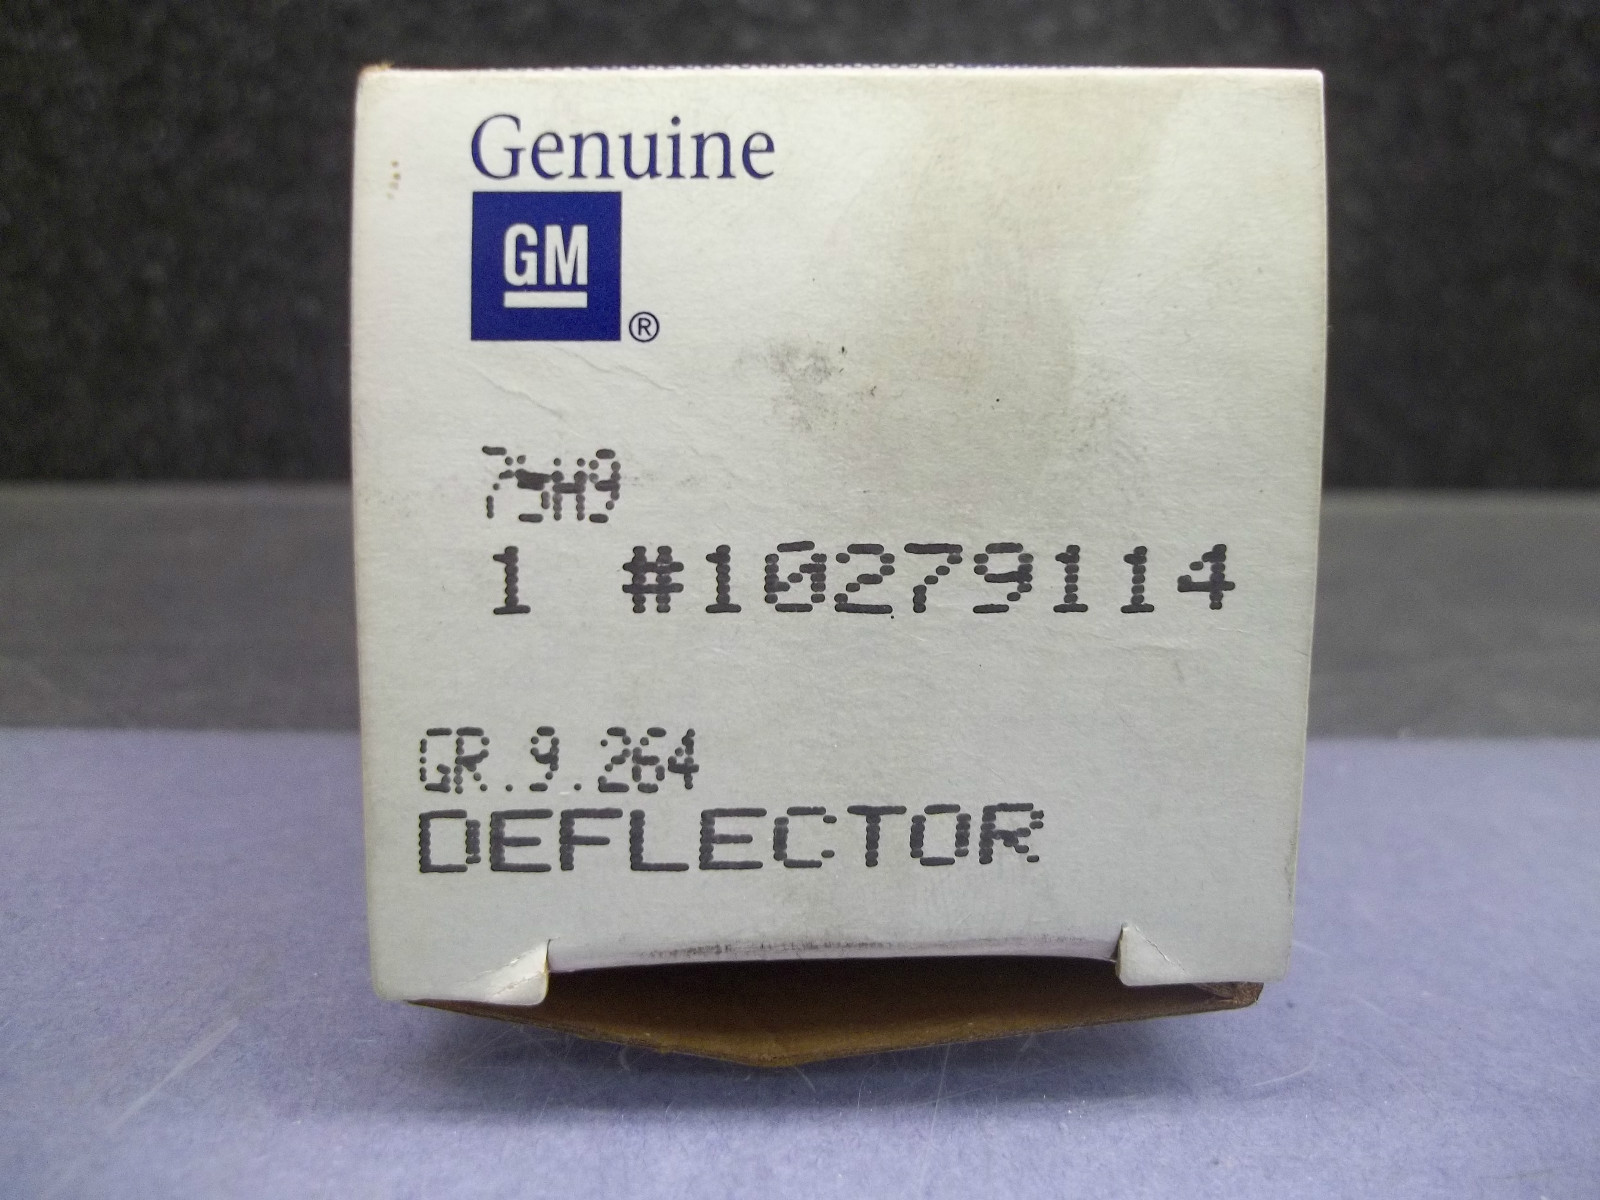 Genuine
GM
®
75H9
1 #10279114
GR.9.264
DEFLECTOR